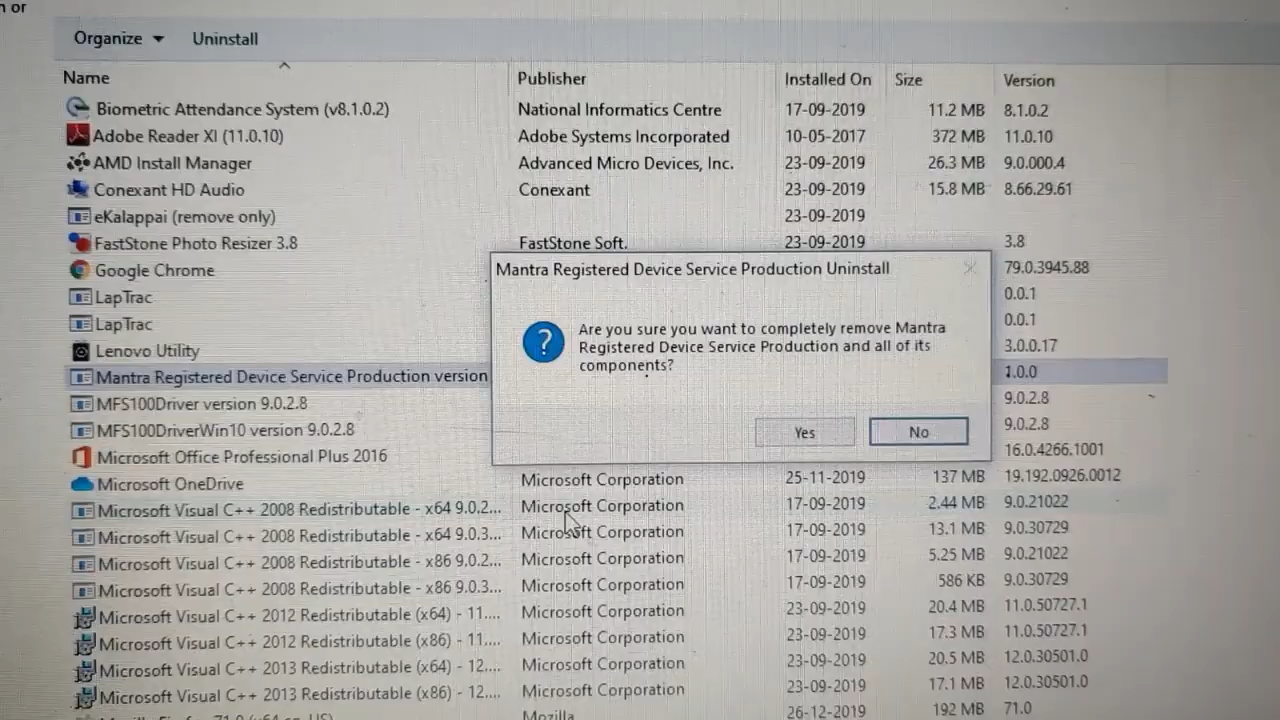 n or
Organize Uninstall
Name Publisher Installed On Size Version
Biometric Attendance System (v8.1.0.2) National Informatics Centre 17-09-2019 11.2 MB 8.1.0.2
Adobe Reader XI (11.0.10) Adobe Systems Incorporated 10-05-2017 372 MB 11.0.10
AMD Install Manager Advanced Micro Devices, Inc. 23-09-2019 26.3 MB 9.0.000.4
Conexant HD Audio Conexant 23-09-2019 15.8 MB 8.66.29.61
eKalappai (remove only) 23-09-2019
FastStone Photo Resizer 3.8 FastStone Soft. 23-09-2019 3.8
Google Chrome 79.0.3945.88
LapTrac 0.0.1
LapTrac 0.0.1
Lenovo Utility 3.0.0.17
Mantra Registered Device Service Production version 1.0.0
MFS100Driver version 9.0.2.8 9.0.2.8
MFS100DriverWin10 version 9.0.2.8 9.0.2.8
Microsoft Office Professional Plus 2016 16.0.4266.1001
Mantra Registered Device Service Production Uninstall
Are you sure you want to completely remove Mantra
Registered Device Service Production and all of its
components?
Yes No
Microsoft OneDrive Microsoft Corporation 25-11-2019 137 MB 19.192.0926.0012
Microsoft Visual C++ 2008 Redistributable - x64 9.0.2... Microsoft Corporation 17-09-2019 2.44 MB 9.0.21022
Microsoft Visual C++ 2008 Redistributable - x64 9.0.3... Microsoft Corporation 17-09-2019 13.1 MB 9.0.30729
Microsoft Visual C++ 2008 Redistributable - x86 9.0.2... Microsoft Corporation 17-09-2019 5.25 MB 9.0.21022
Microsoft Visual C++ 2008 Redistributable - x86 9.0.3... Microsoft Corporation 17-09-2019 586 KB 9.0.30729
Microsoft Visual C++ 2012 Redistributable (x64) - 11.... Microsoft Corporation 23-09-2019 20.4 MB 11.0.50727.1
Microsoft Visual C++ 2012 Redistributable (x86) - 11.... Microsoft Corporation 23-09-2019 17.3 MB 11.0.50727.1
Microsoft Visual C++ 2013 Redistributable (x64) - 12.... Microsoft Corporation 23-09-2019 20.5 MB 12.0.30501.0
Microsoft Visual C++ 2013 Redistributable (x86) - 12.... Microsoft Corporation 23-09-2019 17.1 MB 12.0.30501.0
Mozilla 26-12-2019 192 MB 71.0